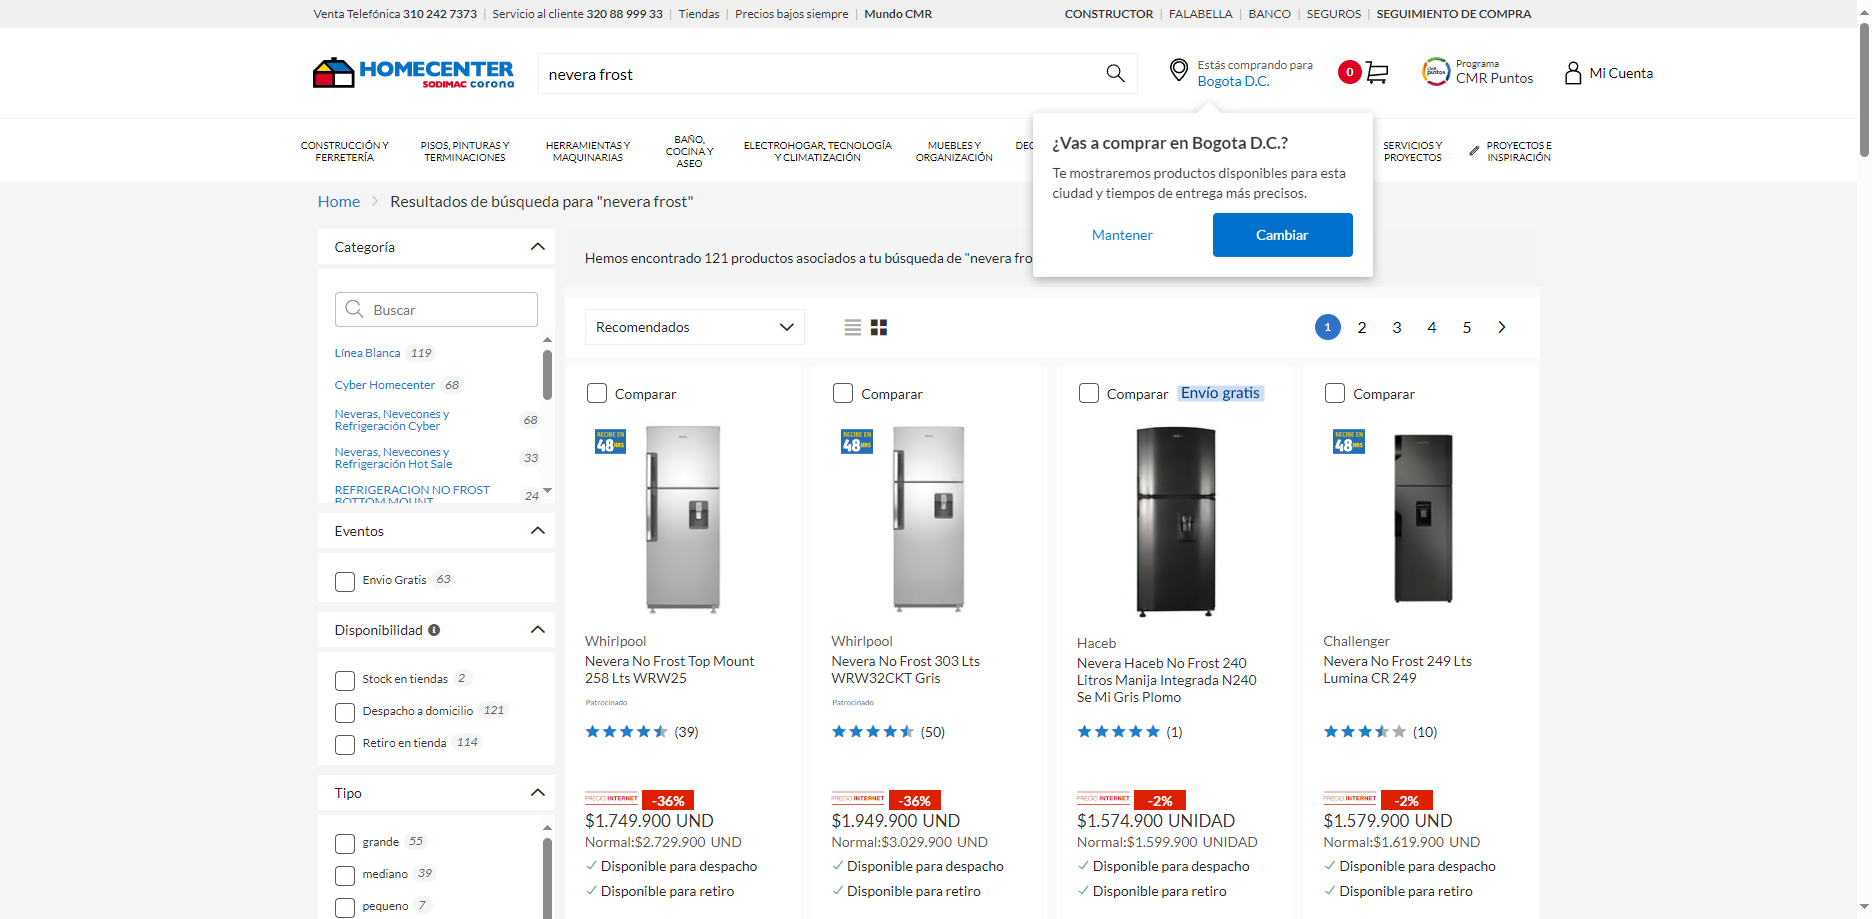 Venta Telefónica 310 242 7373 | Servicio al cliente 320 88 999 33 | Tiendas | Precios bajos siempre | Mundo CMR
CONSTRUCTOR | FALABELLA | BANCO | SEGUROS | SEGUIMIENTO DE COMPRA
HOMECENTER
SODIMAC corona
nevera frost
Estás comprando para
Bogota D.C.
0
CMR puntos
Programa
CMR Puntos
Mi Cuenta
CONSTRUCCIÓN Y
FERRETERÍA
PISOS, PINTURAS Y
TERMINACIONES
HERRAMIENTAS Y
MAQUINARIAS
BAÑO,
COCINA Y
ASEO
ELECTROHOGAR, TECNOLOGÍA
Y CLIMATIZACIÓN
MUEBLES Y
ORGANIZACIÓN
DEC
SERVICIOS Y
PROYECTOS
PROYECTOS E
INSPIRACIÓN
¿Vas a comprar en Bogota D.C.?
Te mostraremos productos disponibles para esta
ciudad y tiempos de entrega más precisos.
Mantener
Cambiar
Home > Resultados de búsqueda para "nevera frost"
Categoría
Buscar
Línea Blanca 119
Cyber Homecenter 68
Neveras, Nevecones y
Refrigeración Cyber 68
Neveras, Nevecones y
Refrigeración Hot Sale 33
REFRIGERACION NO FROST
BOTTOM MOUNT 24
Eventos
Envio Gratis 63
Disponibilidad
Stock en tiendas 2
Despacho a domicilio 121
Retiro en tienda 114
Tipo
grande 55
mediano 39
pequeno 7
Hemos encontrado 121 productos asociados a tu búsqueda de "nevera fro
Recomendados
1 2 3 4 5
Comparar
RECIBE EN
48HRS
Whirlpool
Nevera No Frost Top Mount
258 Lts WRW25
Patrocinado
(39)
PRECIO INTERNET -36%
$1.749.900 UND
Normal:$2.729.900 UND
Disponible para despacho
Disponible para retiro
Comparar
RECIBE EN
48HRS
Whirlpool
Nevera No Frost 303 Lts
WRW32CKT Gris
Patrocinado
(50)
PRECIO INTERNET -36%
$1.949.900 UND
Normal:$3.029.900 UND
Disponible para despacho
Disponible para retiro
Comparar Envío gratis
Haceb
Nevera Haceb No Frost 240
Litros Manija Integrada N240
Se Mi Gris Plomo
(1)
PRECIO INTERNET -2%
$1.574.900 UNIDAD
Normal:$1.599.900 UNIDAD
Disponible para despacho
Disponible para retiro
Comparar
RECIBE EN
48HRS
Challenger
Nevera No Frost 249 Lts
Lumina CR 249
(10)
PRECIO INTERNET -2%
$1.579.900 UND
Normal:$1.619.900 UND
Disponible para despacho
Disponible para retiro